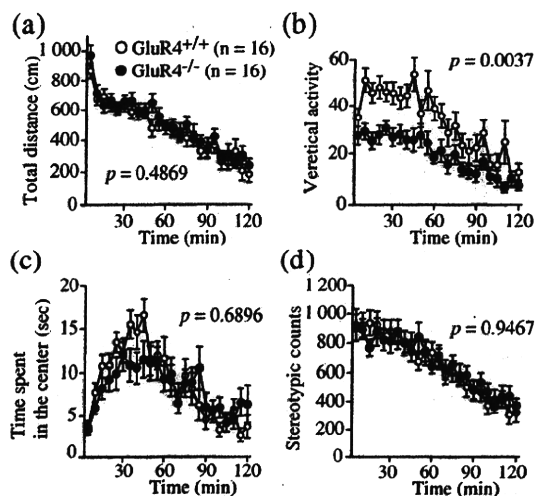 (a)
1 000
800
600
400
200
0
Total distance (cm)
GluR4+/+ (n = 16)
GluR4-/- (n = 16)
p = 0.4869
30 60 90 120
Time (min)
(b)
60
40
20
0
Veretical activity
p = 0.0037
30 60 90 120
Time (min)
(c)
20
15
10
5
0
Time spent
in the center (sec)
p = 0.6896
30 60 90 120
Time (min)
(d)
1 200
1 000
800
600
400
200
0
Stereotypic counts
p = 0.9467
30 60 90 120
Time (min)